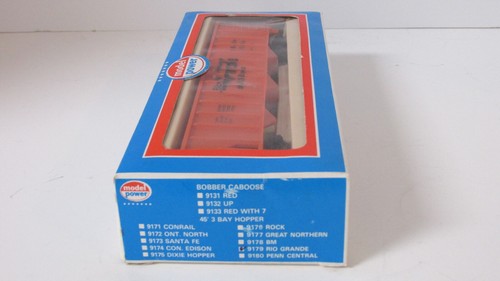 model
power
model
power
BOBBER CABOOSE
9131 RED
9132 UP
9133 RED WITH 7
45' 3 BAY HOPPER
9171 CONRAIL
9172 ONT. NORTH
9173 SANTA FE
9174 CON. EDISON
9175 DIXIE HOPPER
9176 ROCK
9177 GREAT NORTHERN
9178 BM
9179 RIO GRANDE
9180 PENN CENTRAL